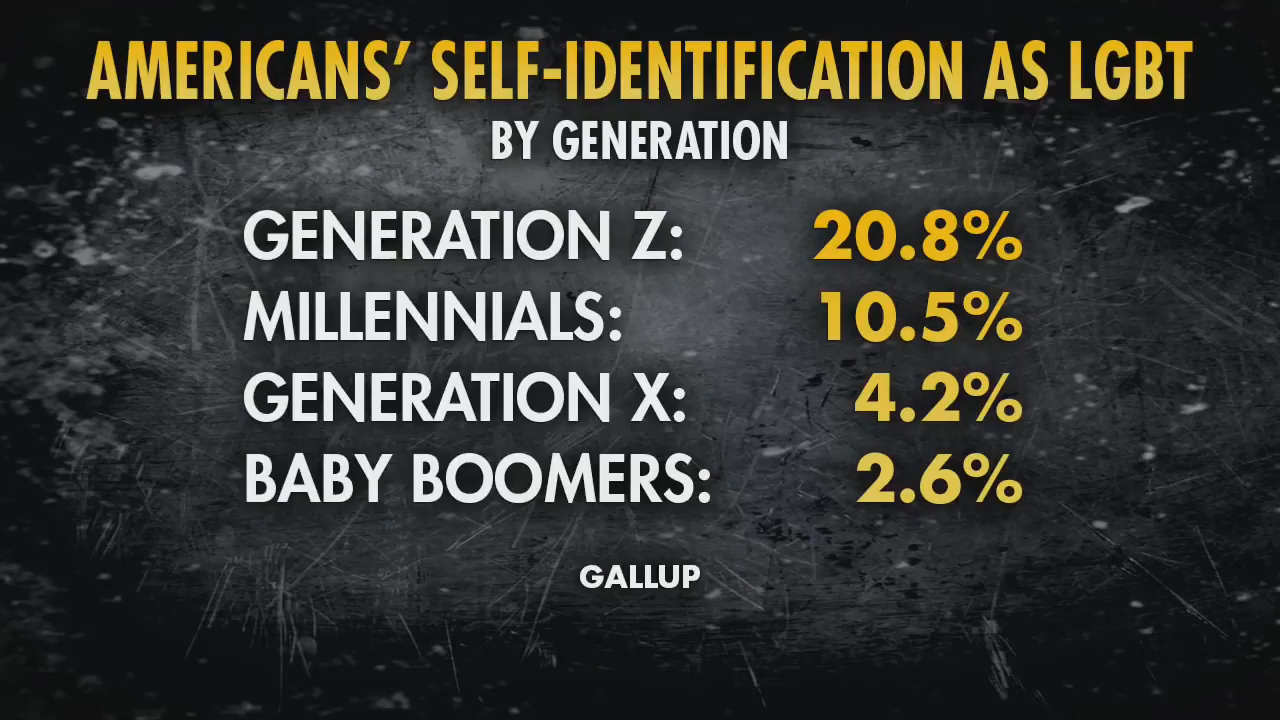 AMERICANS’ SELF-IDENTIFICATION AS LGBT
BY GENERATION
GENERATION Z: 20.8%
MILLENNIALS: 10.5%
GENERATION X: 4.2%
BABY BOOMERS: 2.6%
GALLUP